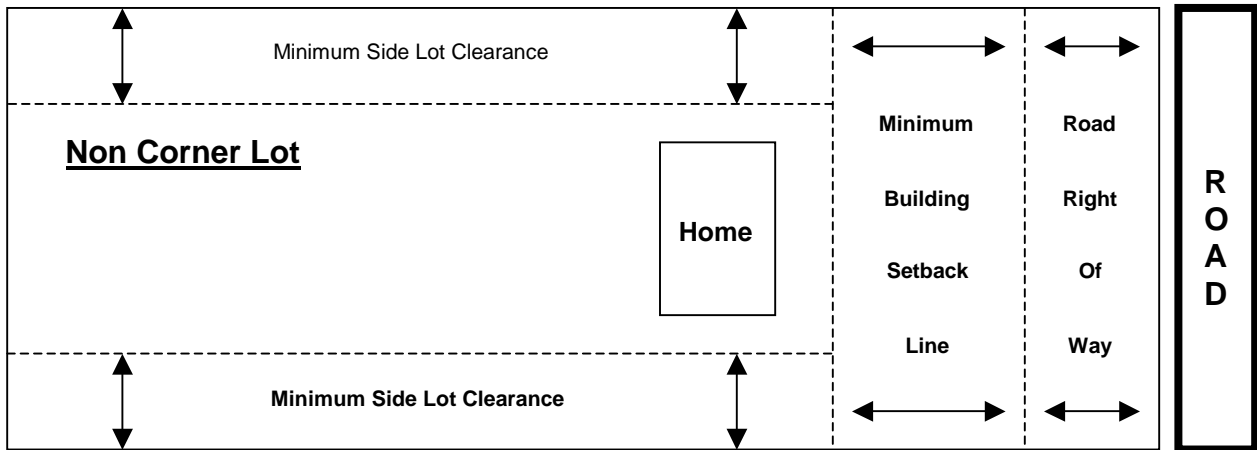 Minimum Side Lot Clearance
Non Corner Lot
Home
Minimum Side Lot Clearance
Minimum
Building
Setback
Line
Road
Right
Of
Way
R
O
A
D